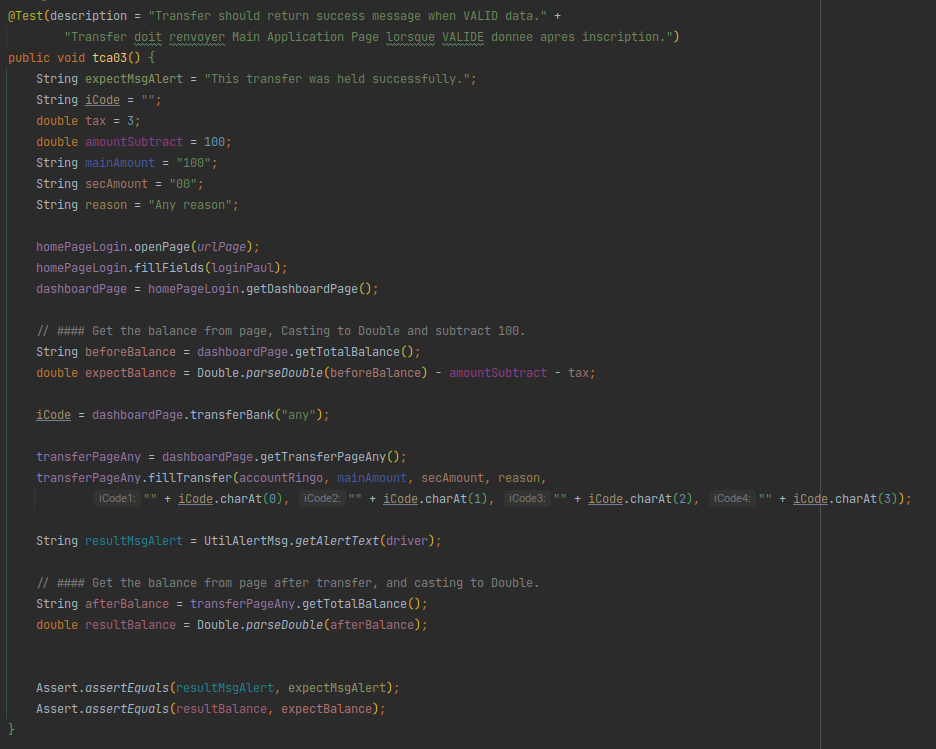 @Test(description = "Transfer should return success message when VALID data." +
"Transfer doit renvoyer Main Application Page lorsque VALIDE donnee apres inscription.")
public void tca03() {
String expectMsgAlert = "This transfer was held successfully.";
String iCode = "";
double tax = 3;
double amountSubtract = 100;
String mainAmount = "100";
String secAmount = "00";
String reason = "Any reason";
homePageLogin.openPage(urlPage);
homePageLogin.fillFields(loginPaul);
dashboardPage = homePageLogin.getDashboardPage();
// #### Get the balance from page, Casting to Double and subtract 100.
String beforeBalance = dashboardPage.getTotalBalance();
double expectBalance = Double.parseDouble(beforeBalance) - amountSubtract - tax;
iCode = dashboardPage.transferBank("any");
transferPageAny = dashboardPage.getTransferPageAny();
transferPageAny.fillTransfer(accountRingo, mainAmount, secAmount, reason,
iCode1: "" + iCode.charAt(0), iCode2: "" + iCode.charAt(1), iCode3: "" + iCode.charAt(2), iCode4: "" + iCode.charAt(3));
String resultMsgAlert = UtilAlertMsg.getAlertText(driver);
// #### Get the balance from page after transfer, and casting to Double.
String afterBalance = transferPageAny.getTotalBalance();
double resultBalance = Double.parseDouble(afterBalance);
Assert.assertEquals(resultMsgAlert, expectMsgAlert);
Assert.assertEquals(resultBalance, expectBalance);
}